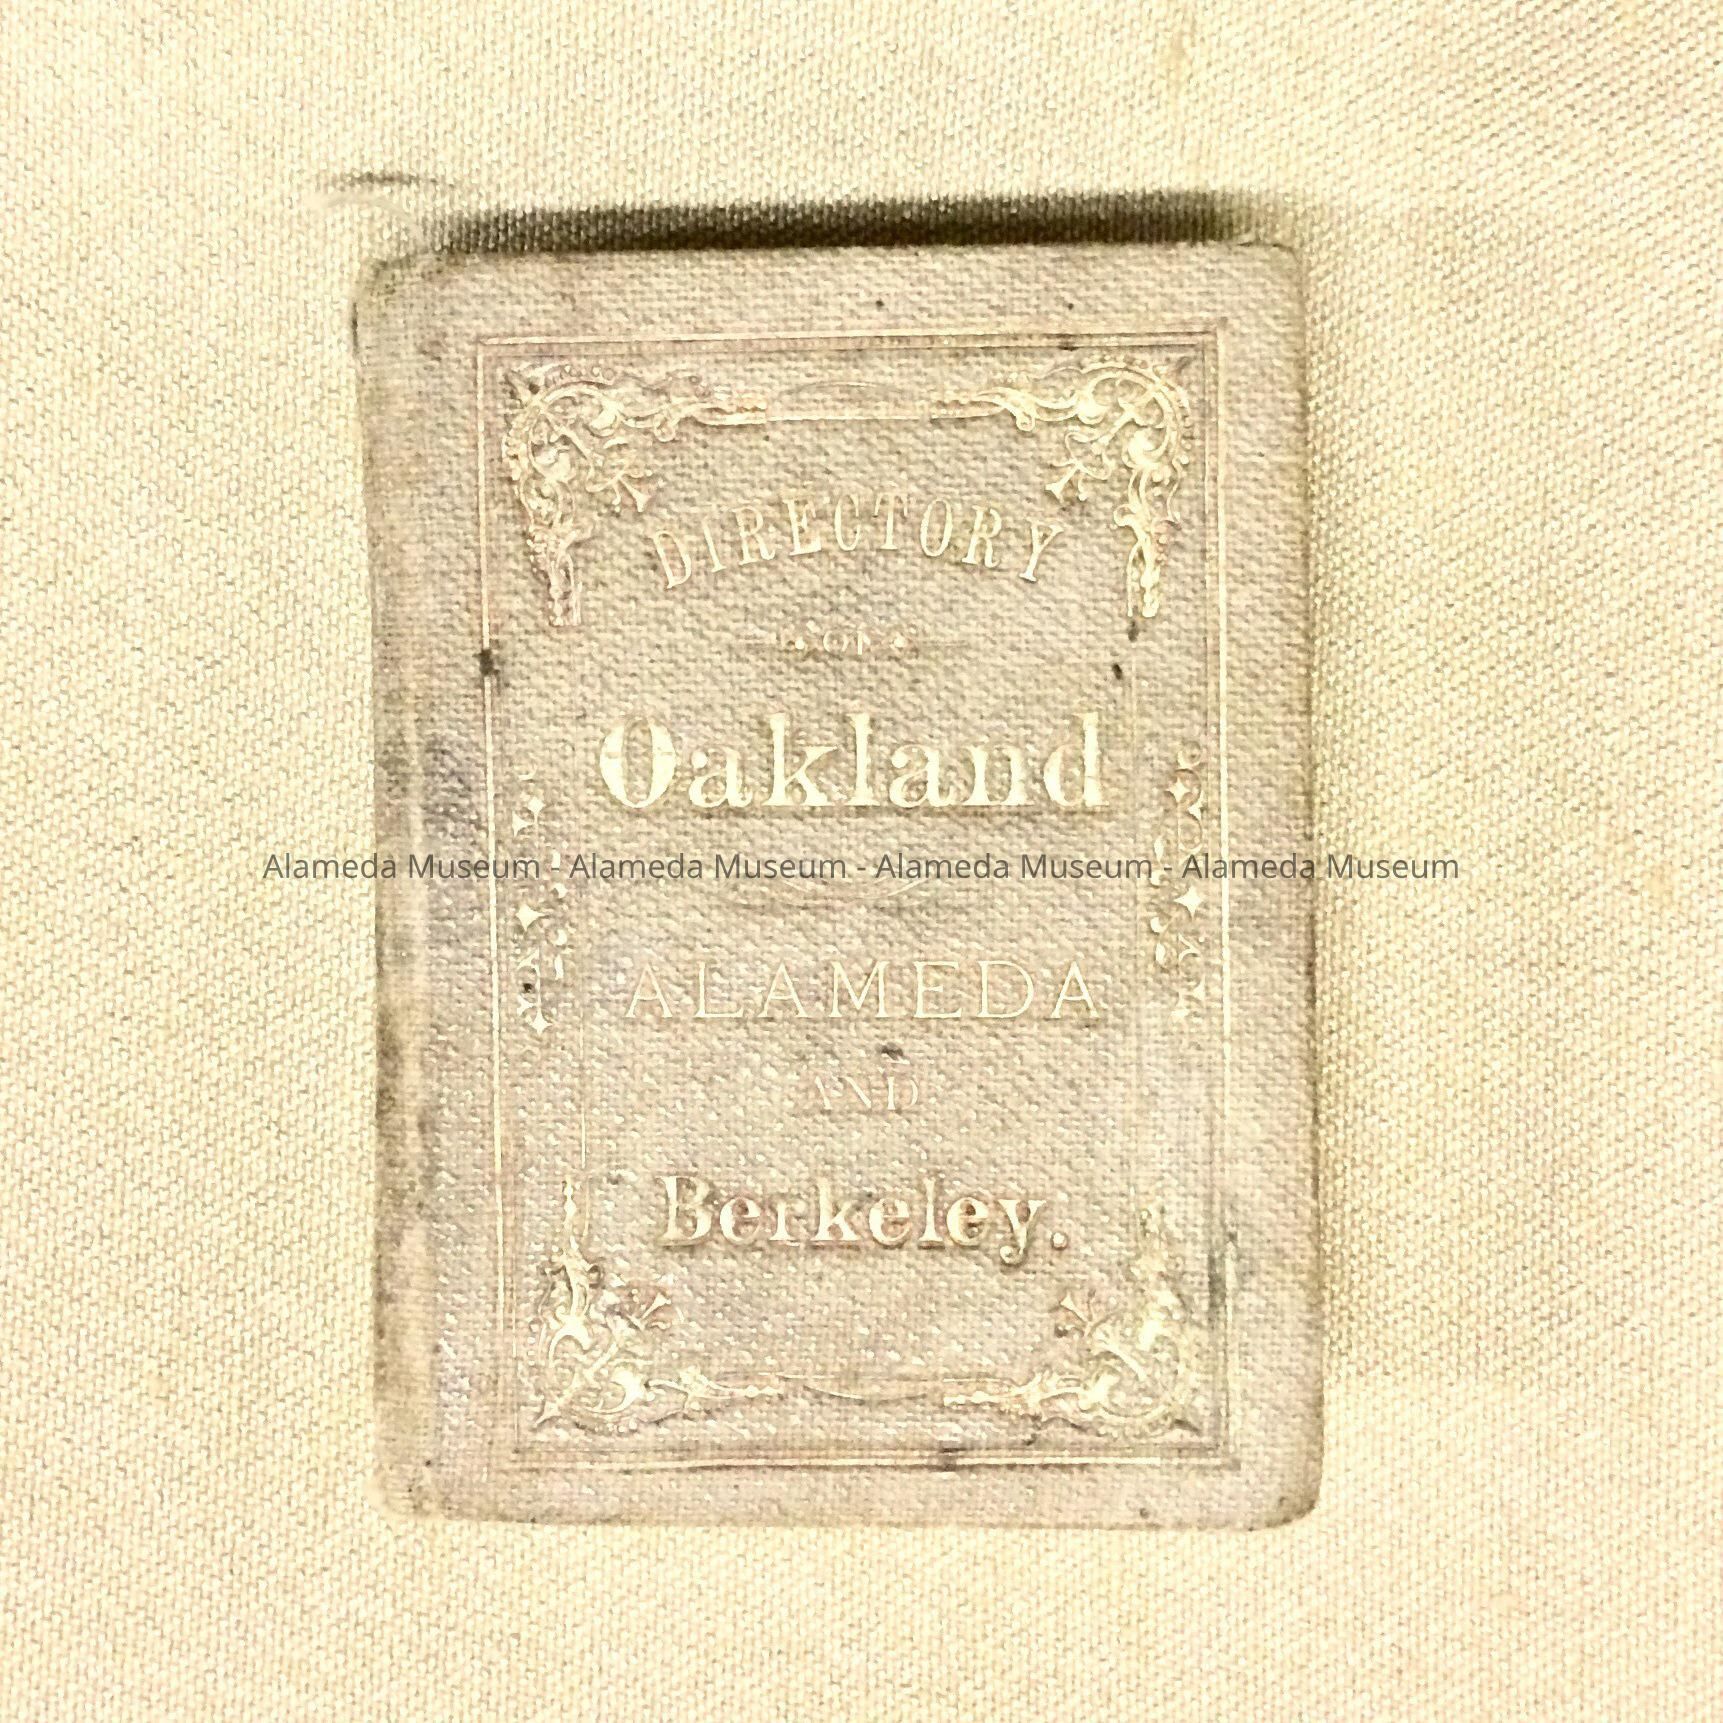 DIRECTORY
OF
Oakland
Alameda Museum - Alameda Museum - Alameda Museum - Alameda Museum
ALAMEDA
AND
Berkeley.